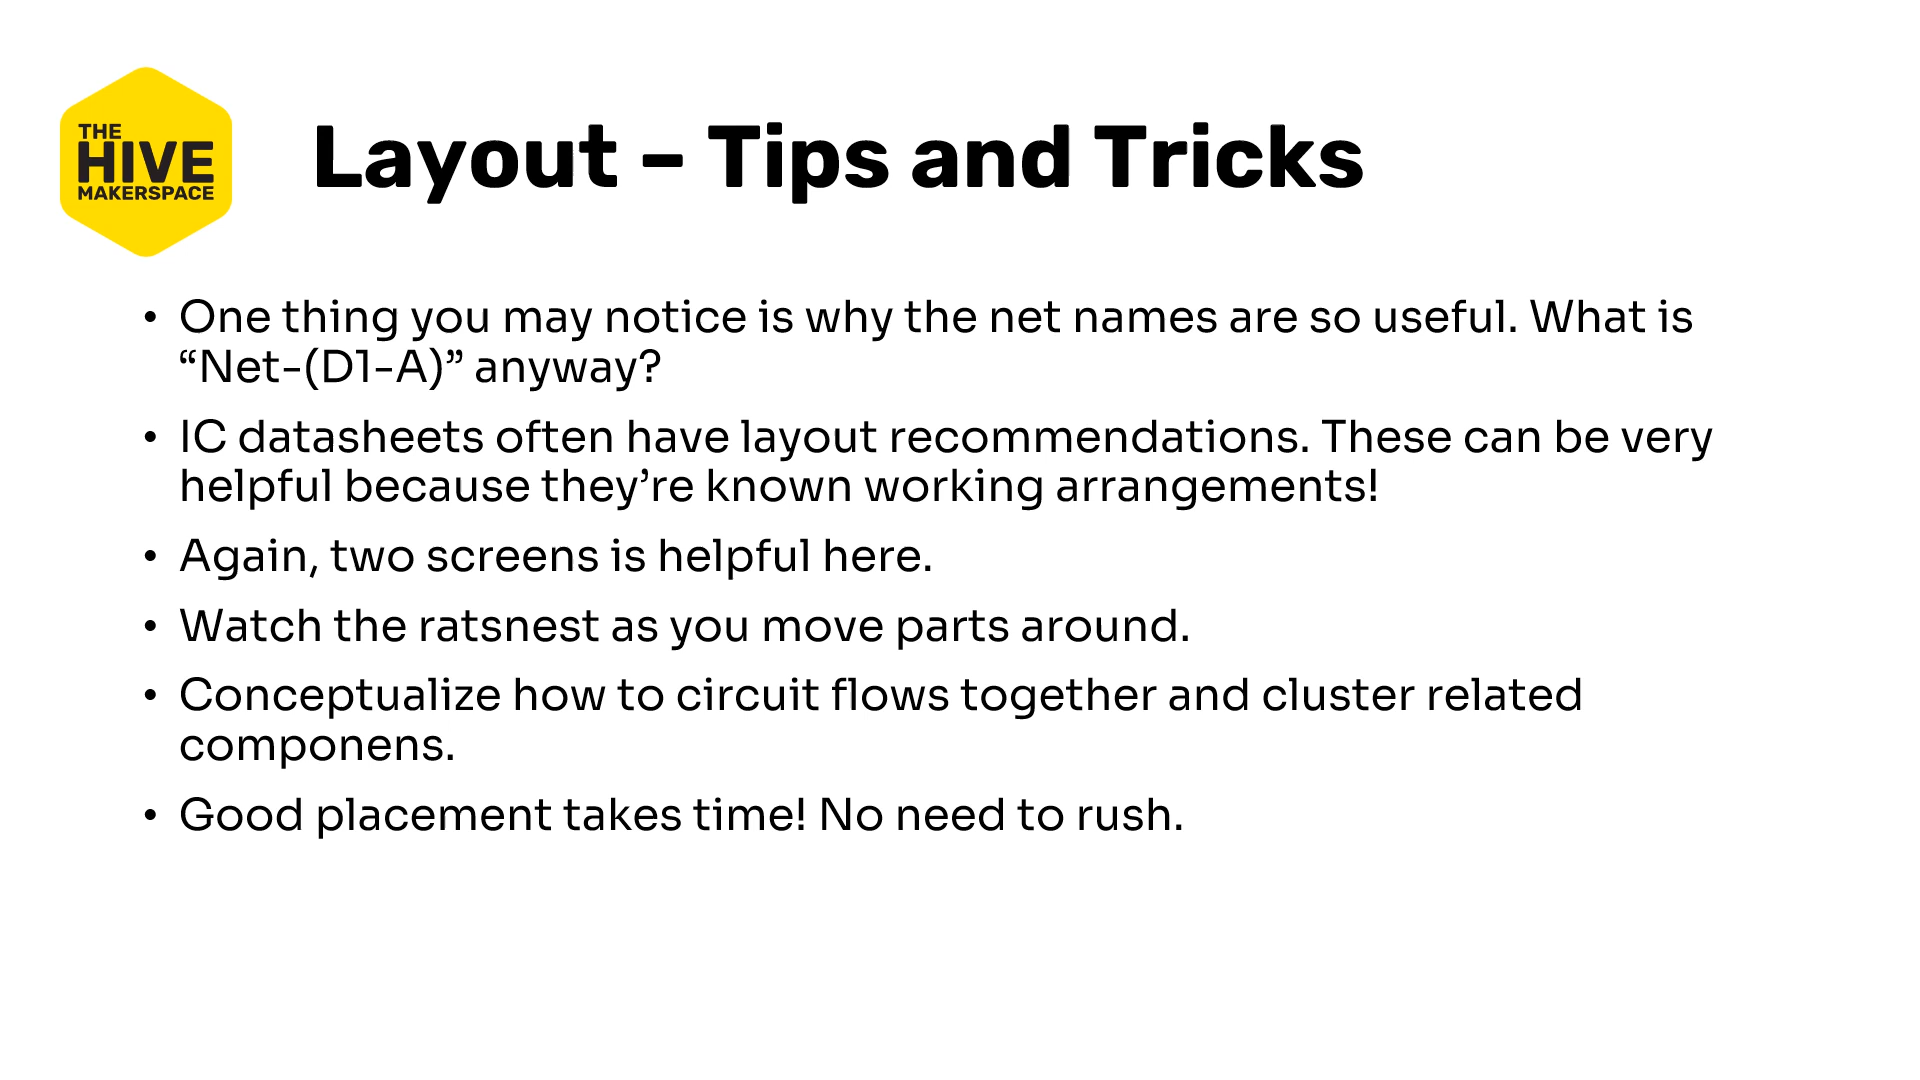 THE
HIVE
MAKERSPACE
Layout – Tips and Tricks
• One thing you may notice is why the net names are so useful. What is
“Net-(D1-A)” anyway?
• IC datasheets often have layout recommendations. These can be very
helpful because they’re known working arrangements!
• Again, two screens is helpful here.
• Watch the ratsnest as you move parts around.
• Conceptualize how to circuit flows together and cluster related
componens.
• Good placement takes time! No need to rush.